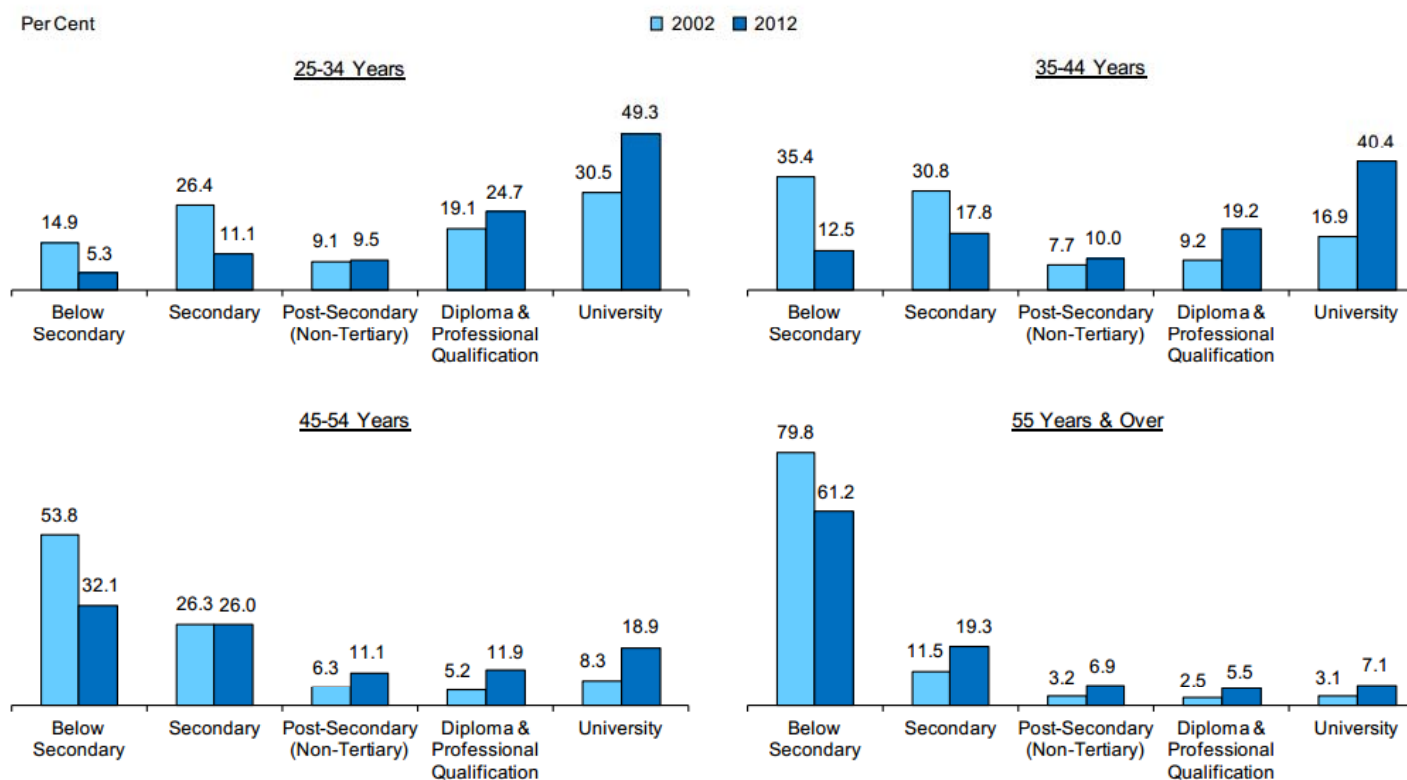 Per Cent
2002 2012
25-34 Years
49.3
30.5
26.4
24.7
19.1
14.9
11.1
9.1 9.5
5.3
Below
Secondary
Secondary
Post-Secondary
(Non-Tertiary)
Diploma &
Professional
Qualification
University
35-44 Years
40.4
35.4
30.8
19.2
17.8
16.9
12.5
10.0
9.2
7.7
Below
Secondary
Secondary
Post-Secondary
(Non-Tertiary)
Diploma &
Professional
Qualification
University
45-54 Years
53.8
32.1
26.3 26.0
18.9
11.1
11.9
8.3
6.3
5.2
Below
Secondary
Secondary
Post-Secondary
(Non-Tertiary)
Diploma &
Professional
Qualification
University
55 Years & Over
79.8
61.2
19.3
11.5
6.9
7.1
5.5
3.2
2.5
3.1
Below
Secondary
Secondary
Post-Secondary
(Non-Tertiary)
Diploma &
Professional
Qualification
University